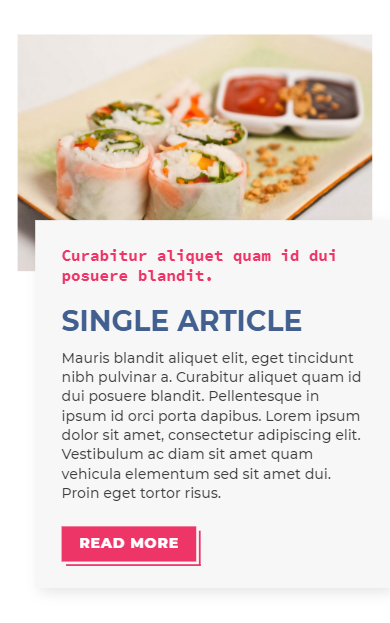 Curabitur aliquet quam id dui
posuere blandit.
SINGLE ARTICLE
Mauris blandit aliquet elit, eget tincidunt
nibh pulvinar a. Curabitur aliquet quam id
dui posuere blandit. Pellentesque in
ipsum id orci porta dapibus. Lorem ipsum
dolor sit amet, consectetur adipiscing elit.
Vestibulum ac diam sit amet quam
vehicula elementum sed sit amet dui.
Proin eget tortor risus.
READ MORE